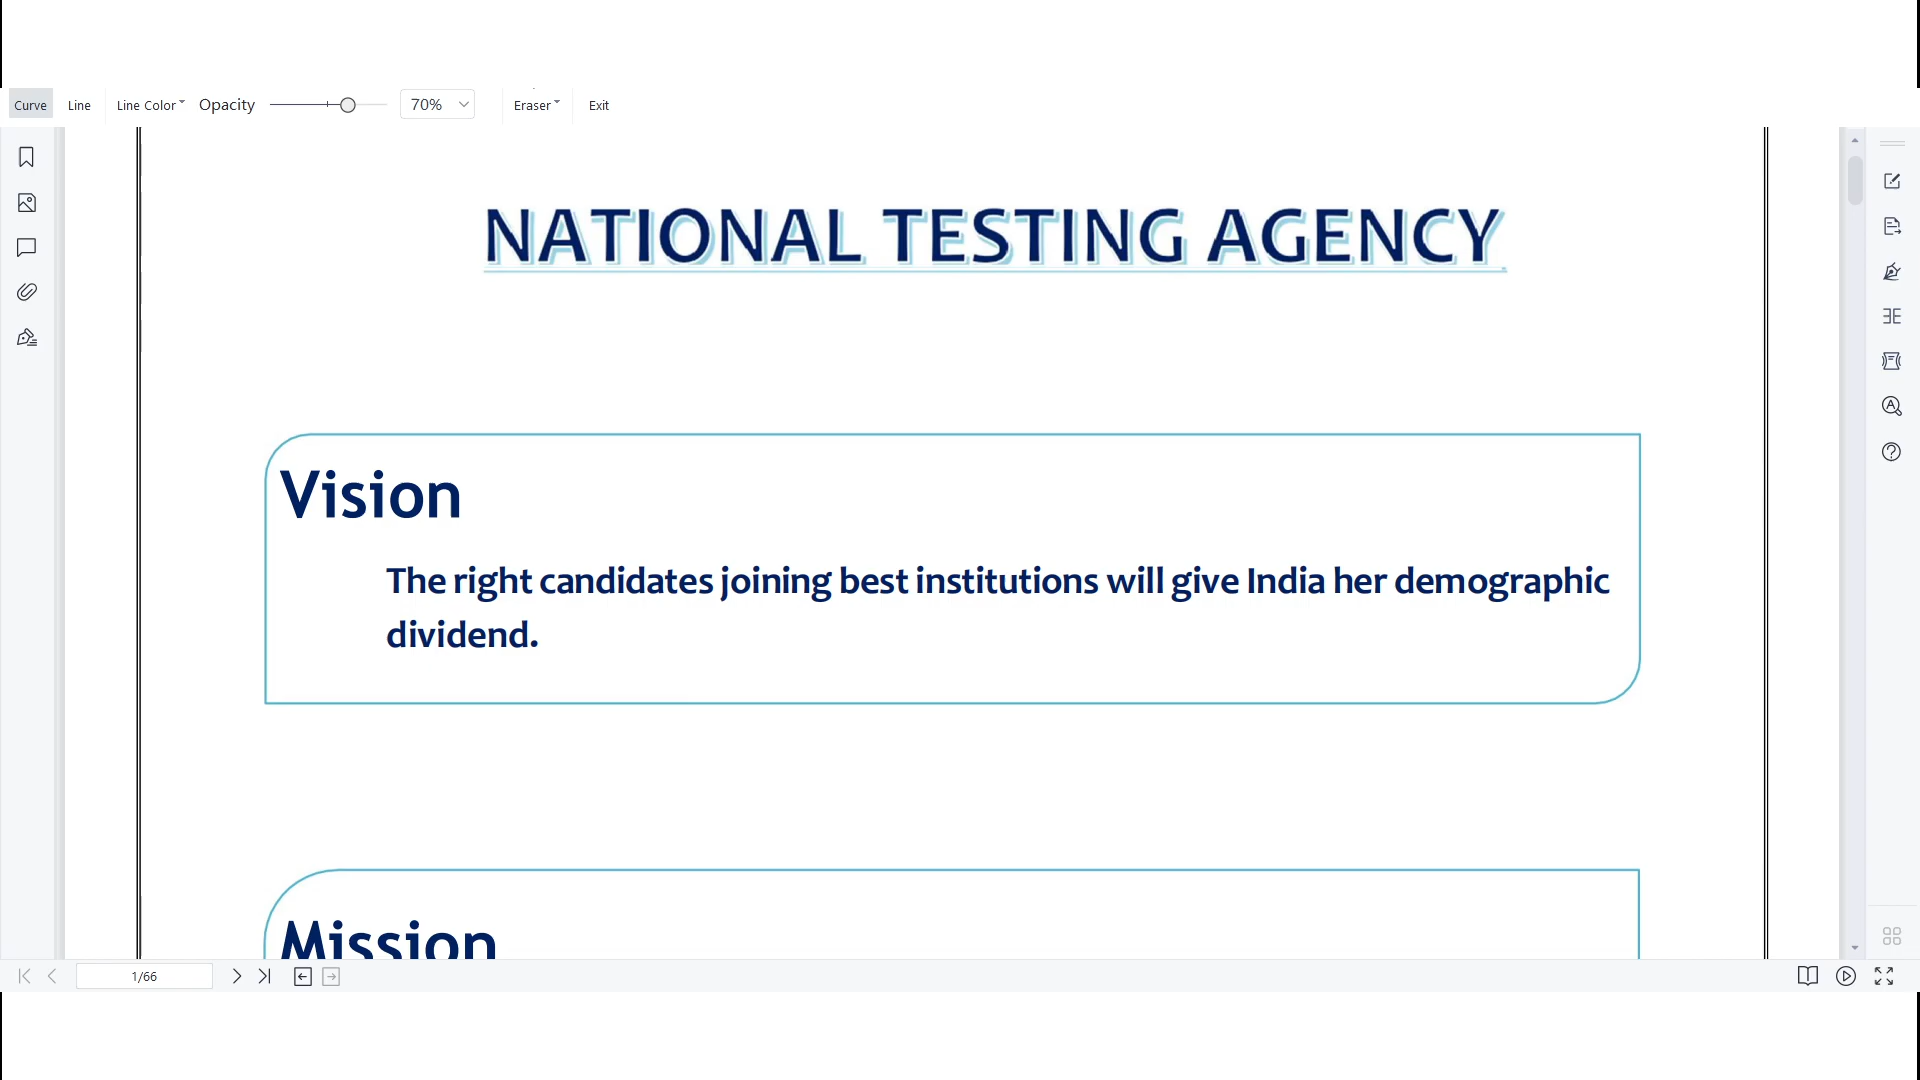 Curve Line Line Color Opacity 70% Eraser Exit
NATIONAL TESTING AGENCY
Vision
The right candidates joining best institutions will give India her demographic
dividend.
Mission
1/66